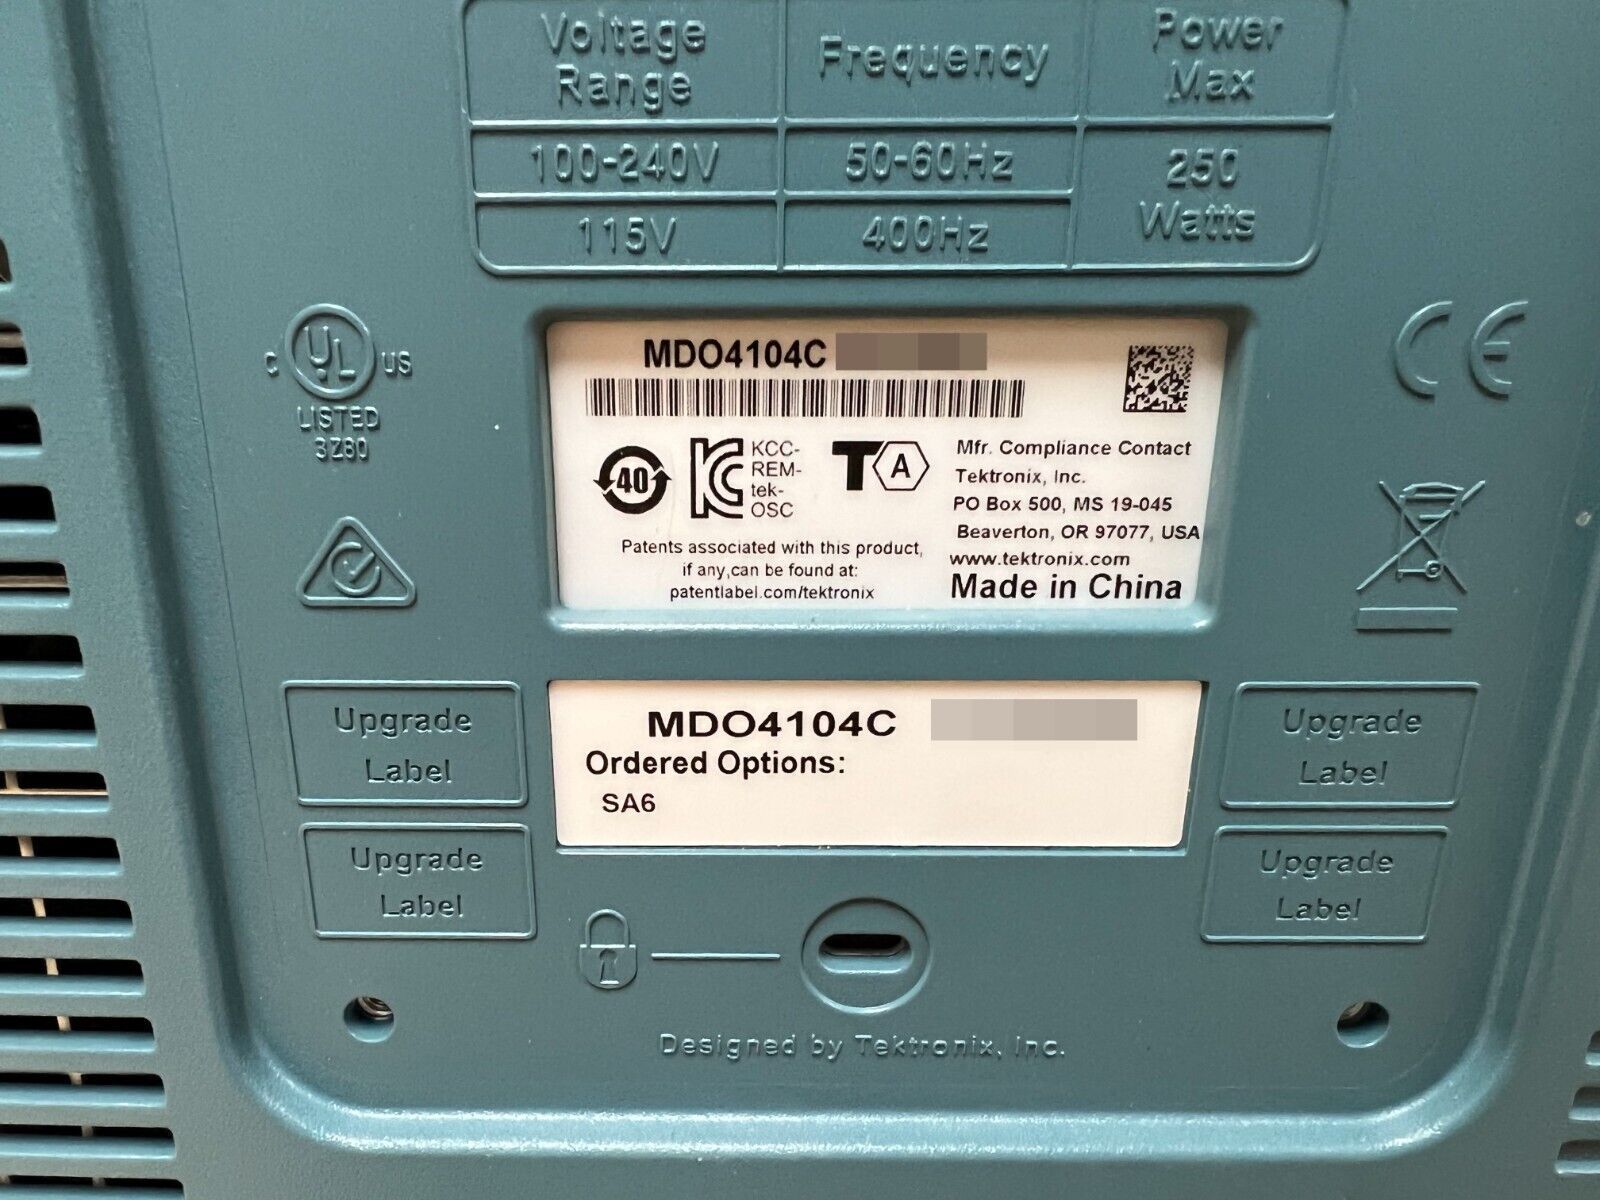 Voltage Range
Frequency
Power Max
100-240V
50-60Hz
250 Watts
115V
400Hz
C UL US
LISTED
3Z80
MDO4104C
40
KCC-
REM-
tek-
OSC
TA
Mfr. Compliance Contact
Tektronix, Inc.
PO Box 500, MS 19-045
Beaverton, OR 97077, USA
www.tektronix.com
Made in China
Patents associated with this product,
if any,can be found at:
patentlabel.com/tektronix
CE
MDO4104C
Ordered Options:
SA6
Upgrade
Label
Upgrade
Label
Upgrade
Label
Upgrade
Label
Designed by Tektronix, Inc.